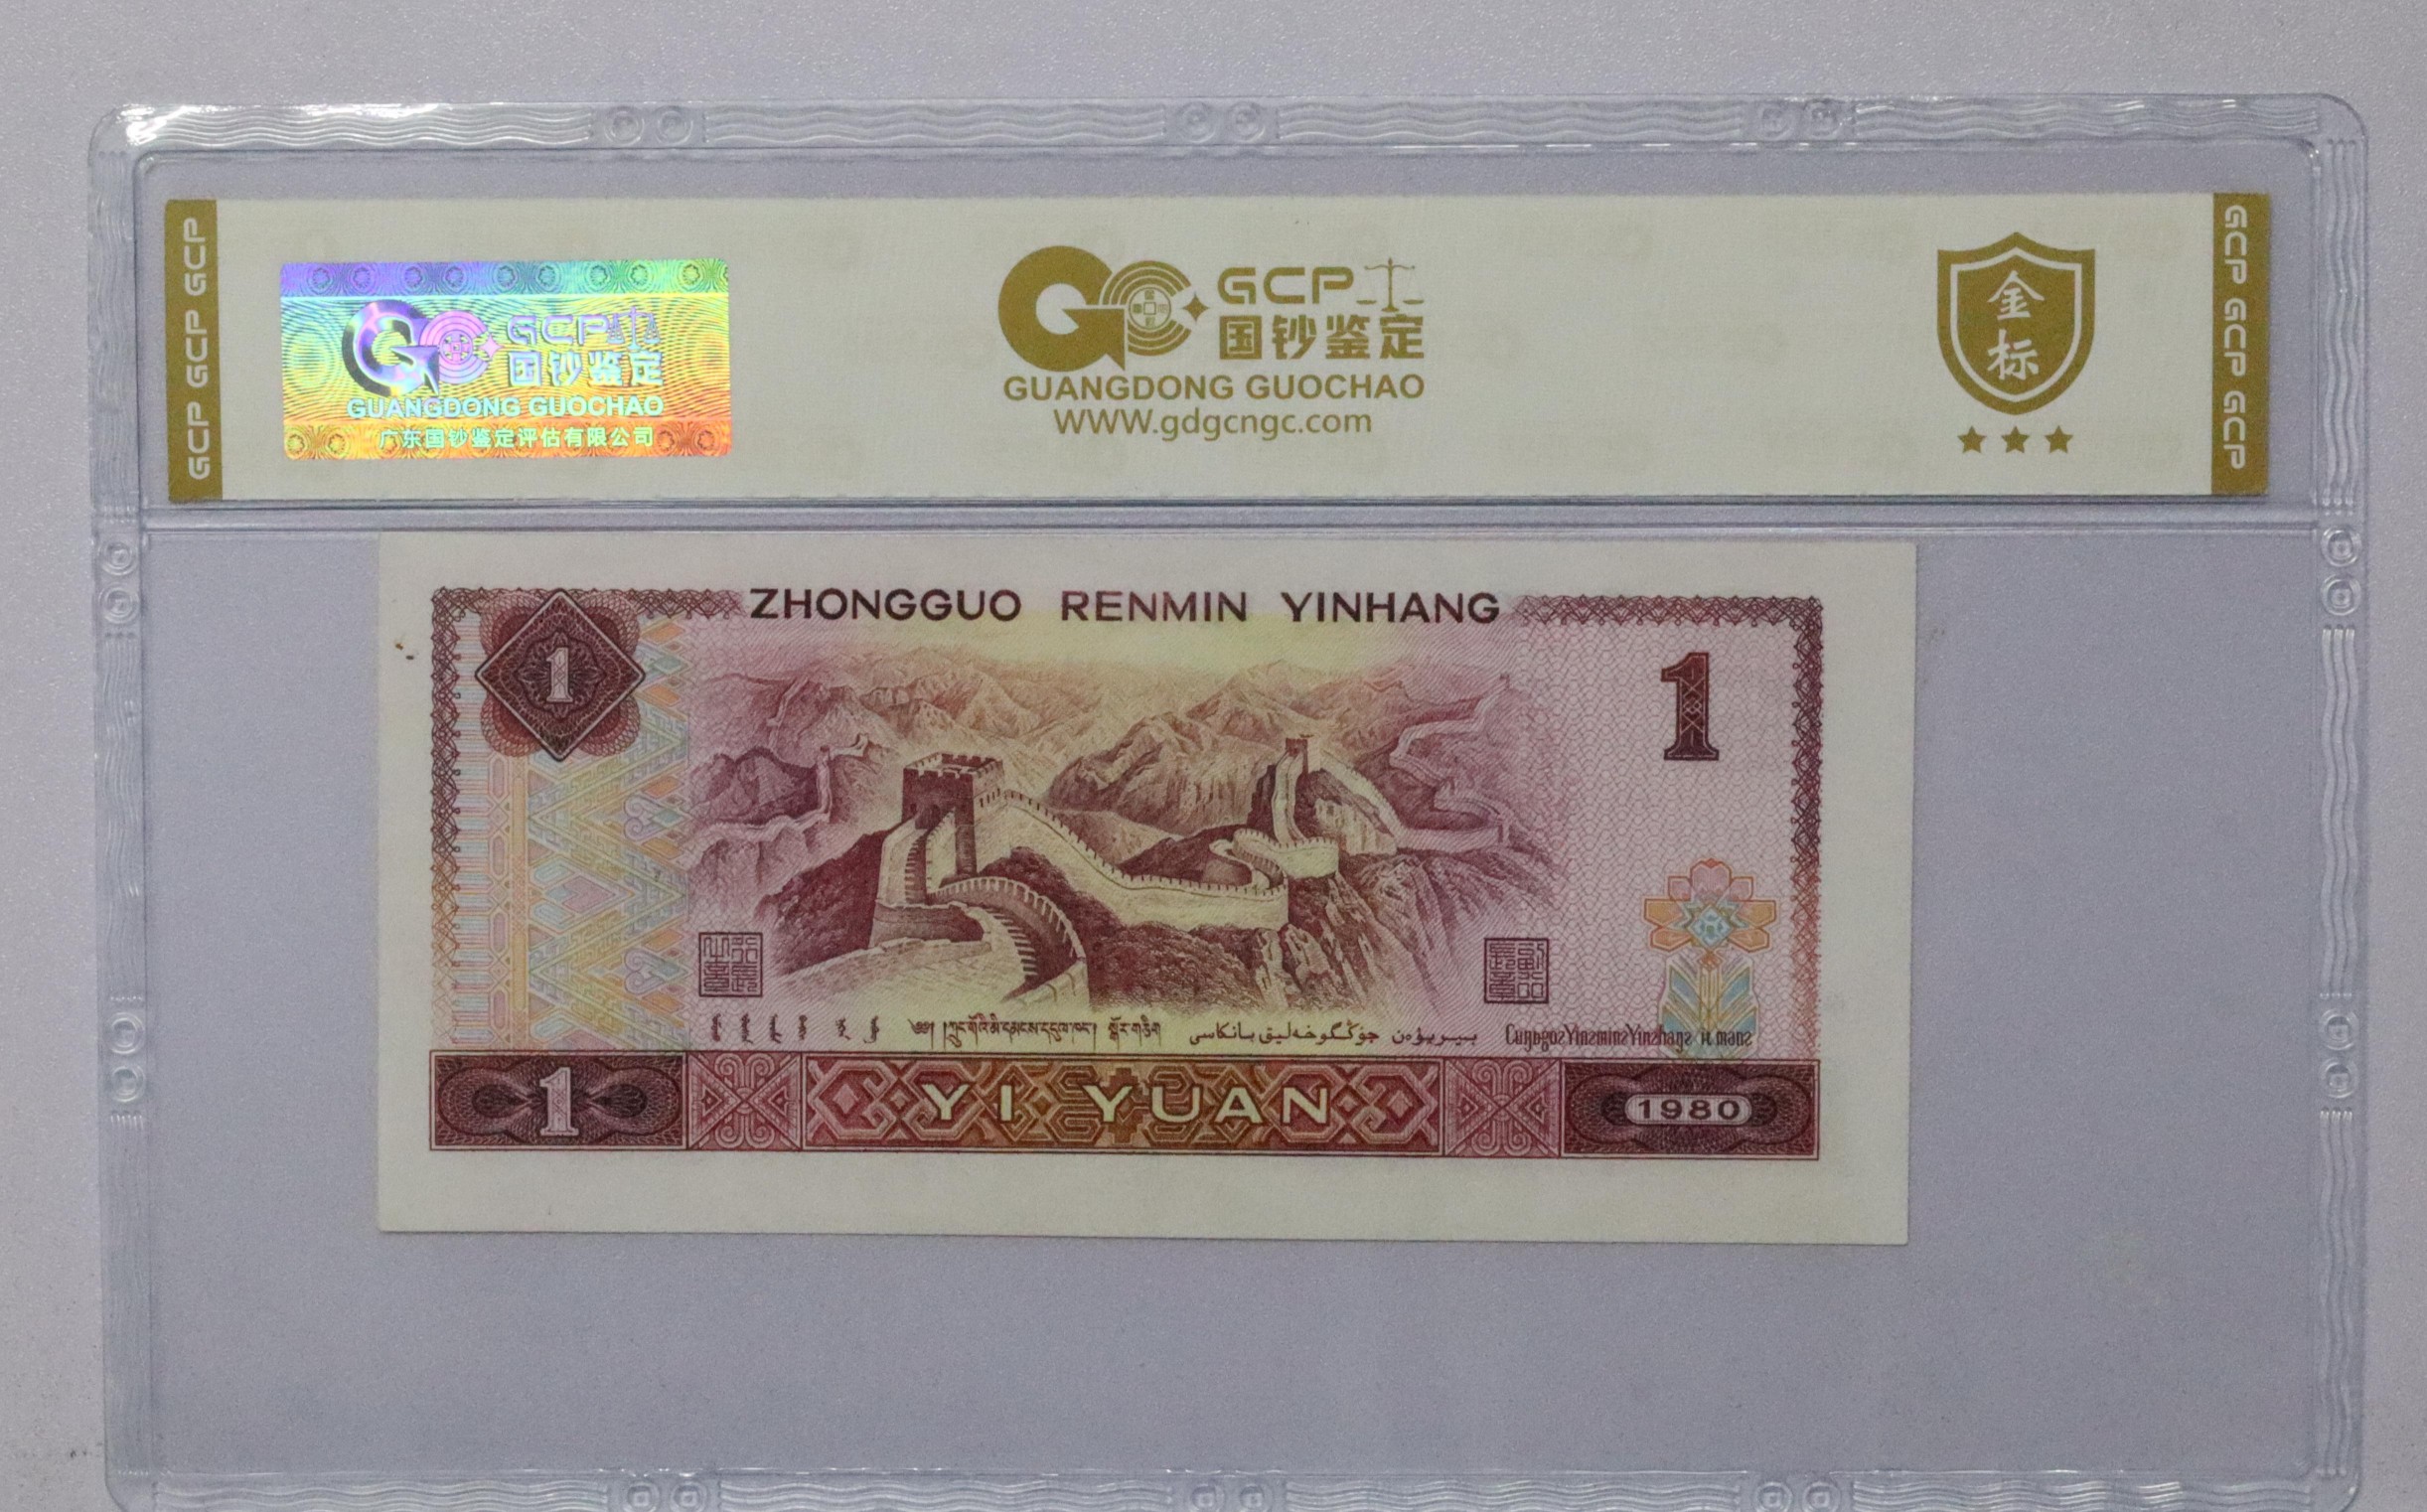 GCP GCP GCP
GCP
国钞鉴定
GUANGDONG GUOCHAO
广东国钞鉴定评估有限公司
GCP
国钞鉴定
GUANGDONG GUOCHAO
WWW.gdgcngc.com
金
标
GCP GCP GCP
ZHONGGUO RENMIN YINHANG
1
1
1
YI YUAN
1980